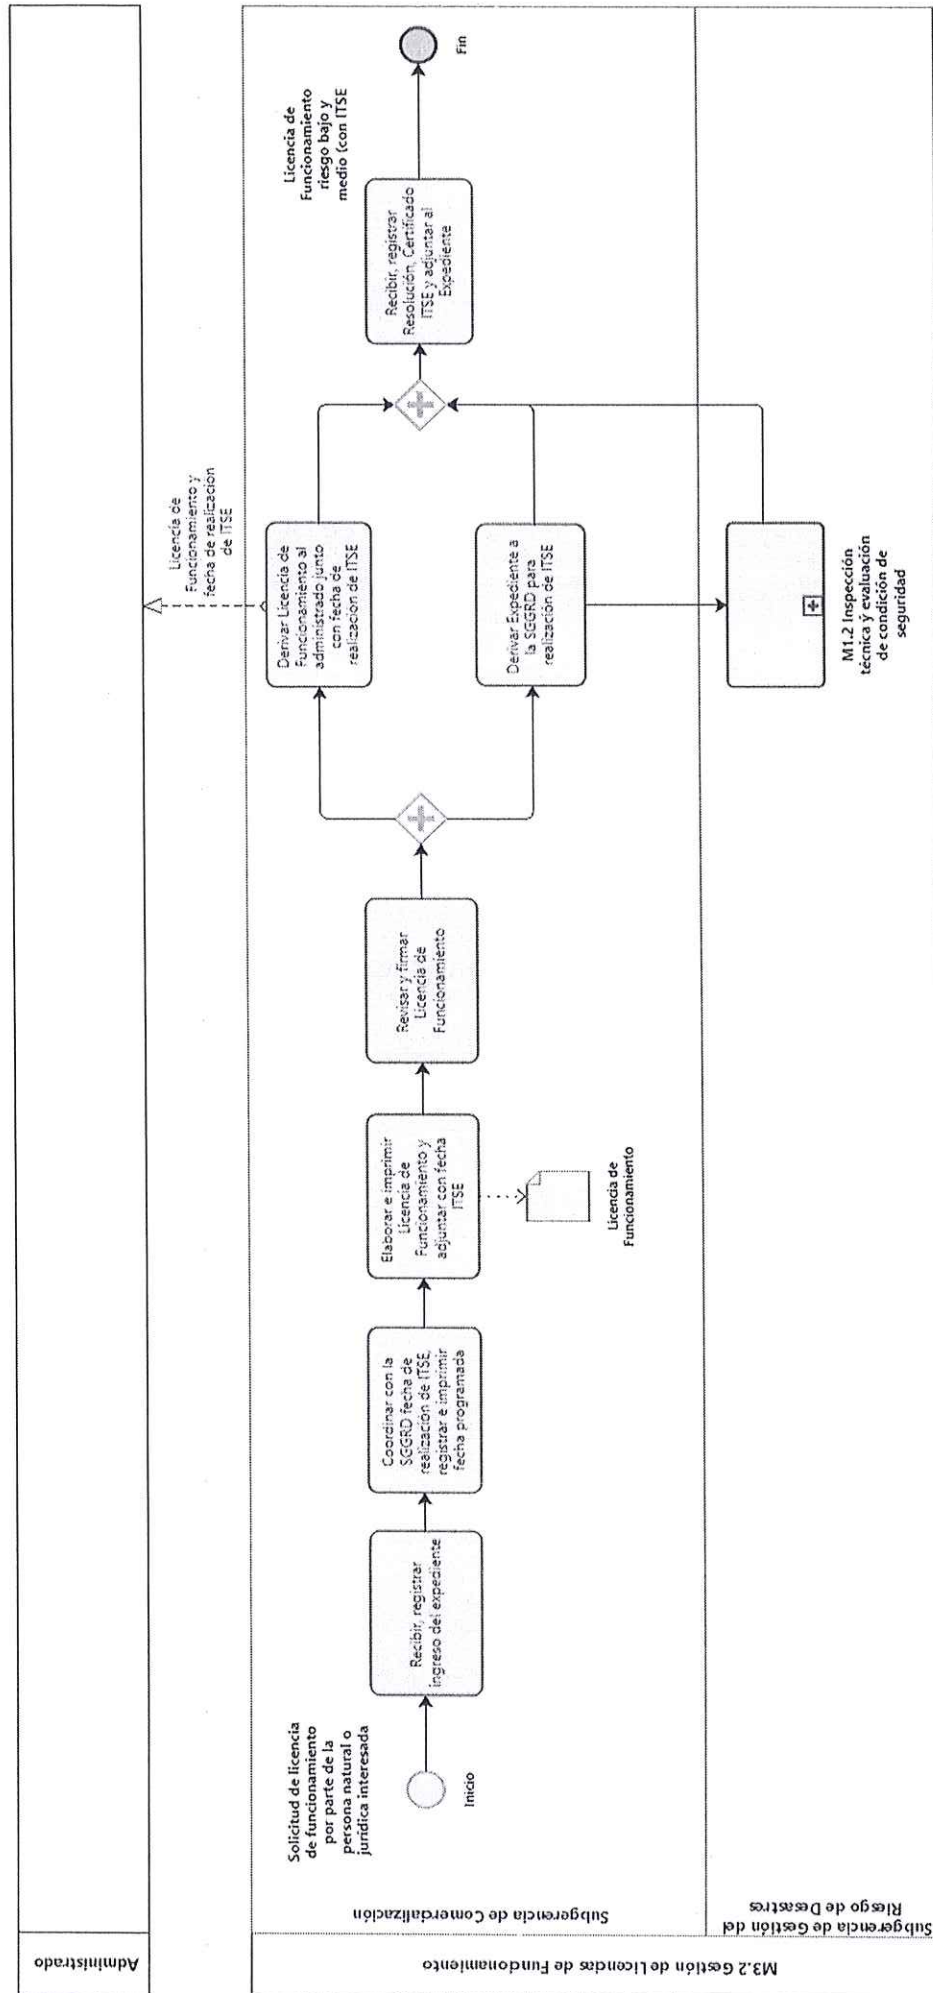 Administrado
M3.2 Gestión de Licencias de Funcionamiento
Subgerencia de Comercialización
Subgerencia de Gestión del
Riesgo de Desastres
Solicitud de licencia
de funcionamiento
por parte de la
persona natural o
jurídica interesada
Inicio
Recibir, registrar
ingreso del expediente
Coordinar con la
SGGRD fecha de
realización de ITSE,
registrar e imprimir
fecha programada
Elaborar e imprimir
Licencia de
Funcionamiento y
adjuntar con fecha
ITSE
Licencia de
Funcionamiento
Revisar y firmar
Licencia de
Funcionamiento
Derivar Licencia de
Funcionamiento al
administrado junto
con fecha de
realización de ITSE
Licencia de
Funcionamiento y
fecha de realización
de ITSE
Derivar Expediente a
la SGGRD para
realización de ITSE
M1.2 Inspección
técnica y evaluación
de condición de
seguridad
Recibir, registrar
Resolución, Certificado
ITSE y adjuntar al
Expediente
Licencia de
Funcionamiento
riesgo bajo y
medio (con ITSE
Fin